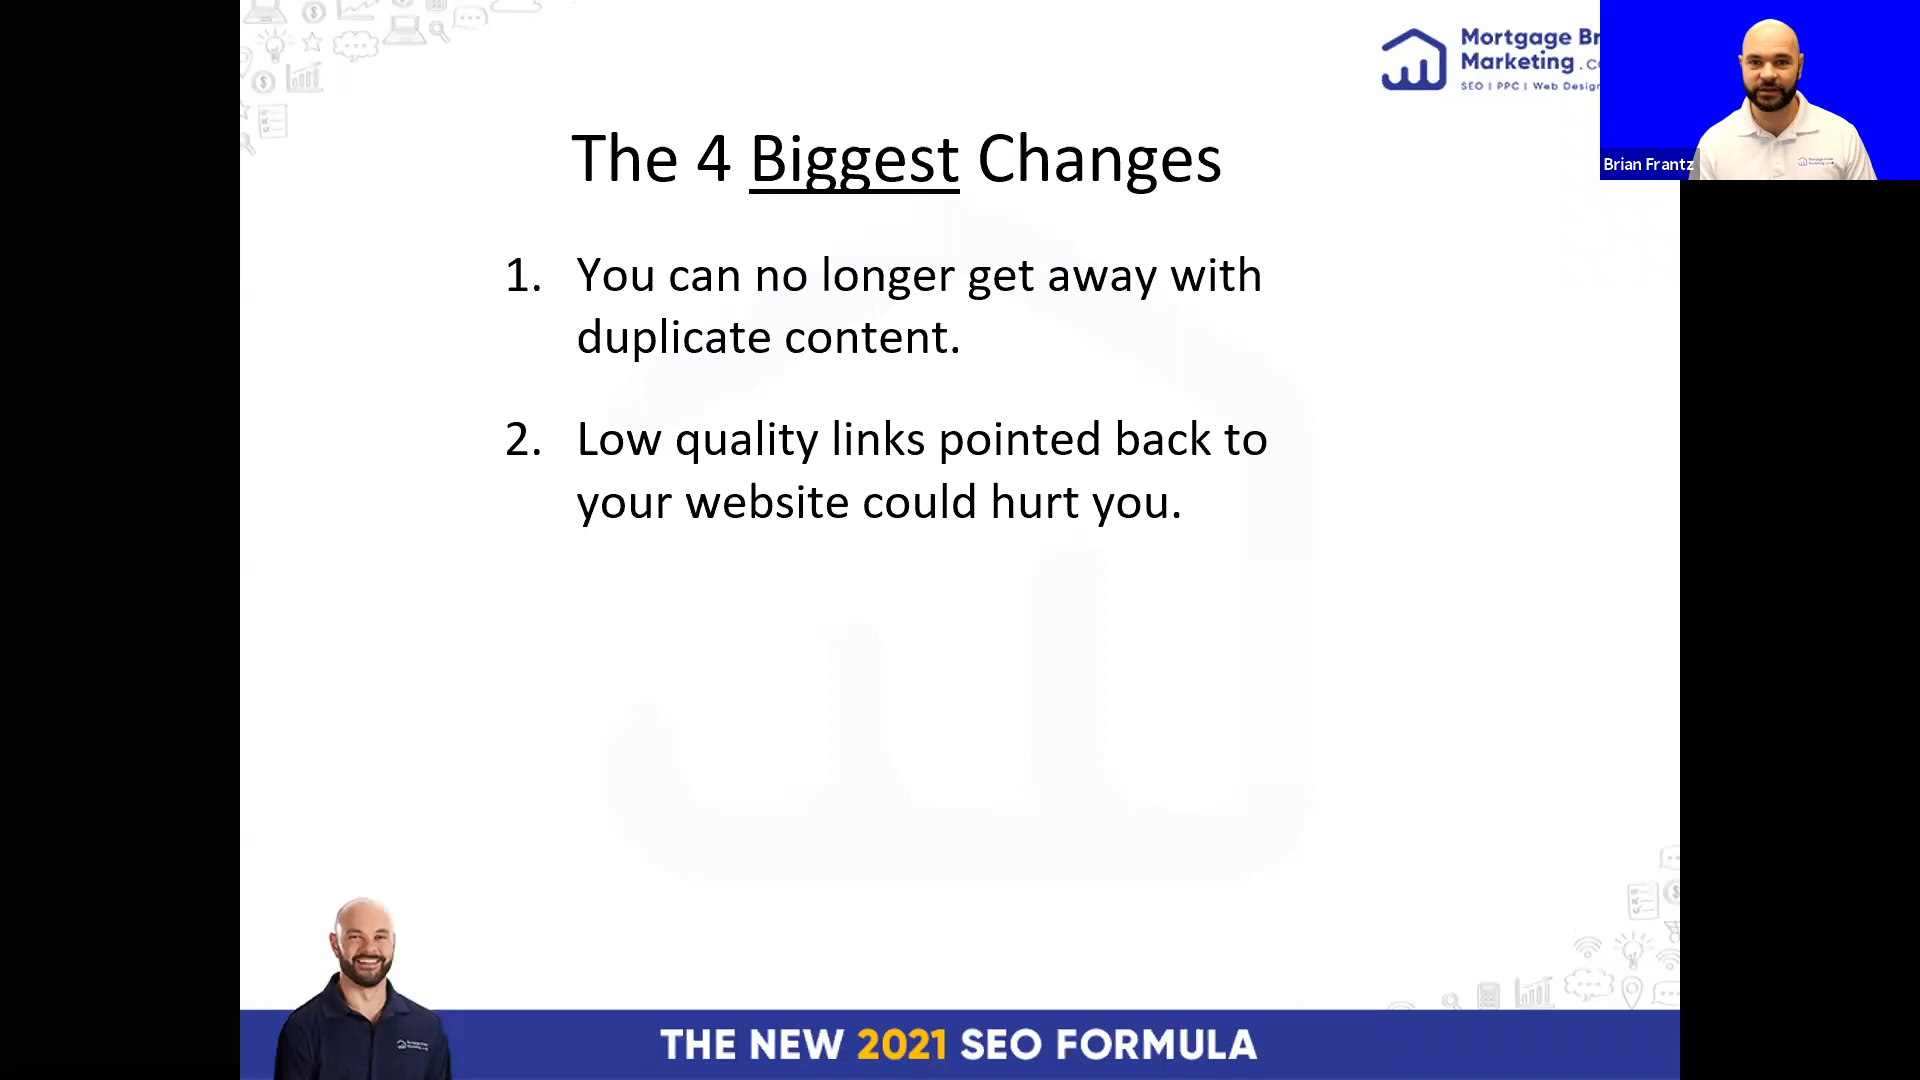 Mortgage Br
Marketing .c
SEO | PPC | Web Design
Brian Frantz
The 4 Biggest Changes
1. You can no longer get away with
duplicate content.
2. Low quality links pointed back to
your website could hurt you.
THE NEW 2021 SEO FORMULA